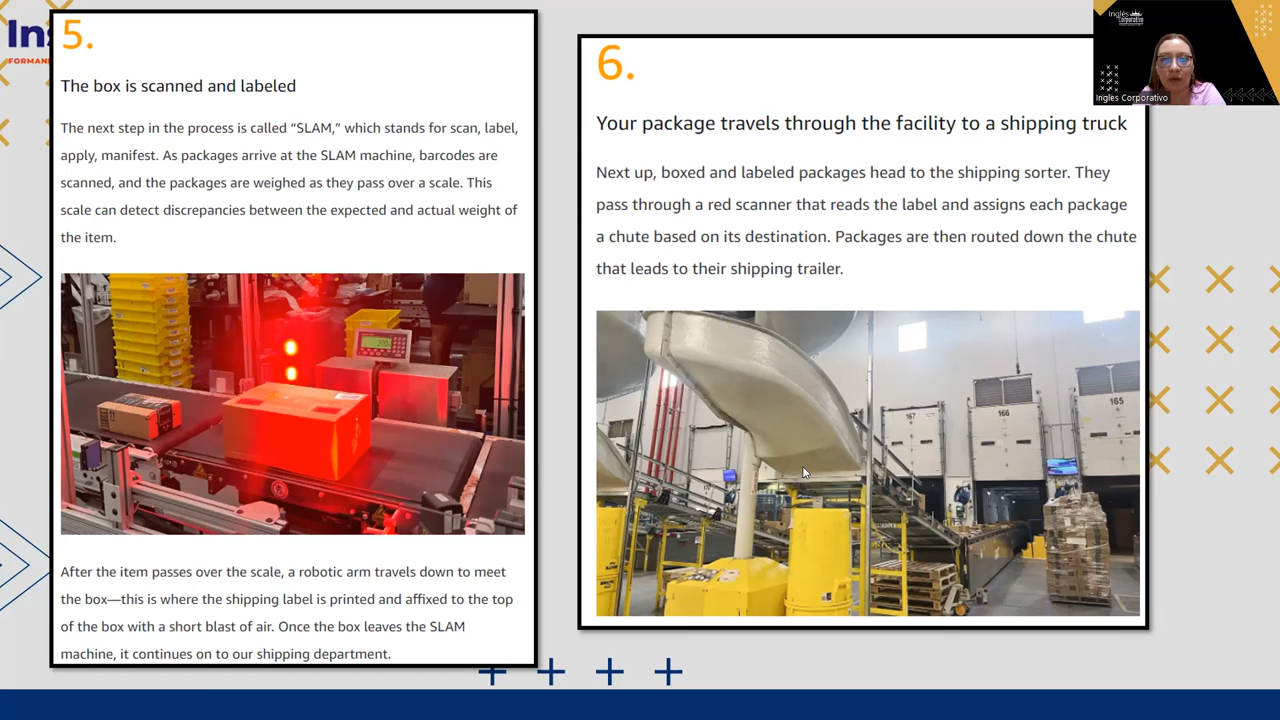 In
FORMAN
5.
The box is scanned and labeled
The next step in the process is called “SLAM,” which stands for scan, label,
apply, manifest. As packages arrive at the SLAM machine, barcodes are
scanned, and the packages are weighed as they pass over a scale. This
scale can detect discrepancies between the expected and actual weight of
the item.
After the item passes over the scale, a robotic arm travels down to meet
the box—this is where the shipping label is printed and affixed to the top
of the box with a short blast of air. Once the box leaves the SLAM
machine, it continues on to our shipping department.
6.
Your package travels through the facility to a shipping truck
Next up, boxed and labeled packages head to the shipping sorter. They
pass through a red scanner that reads the label and assigns each package
a chute based on its destination. Packages are then routed down the chute
that leads to their shipping trailer.
167
166
165
Inglés
Corporativo
Ingles Corporativo